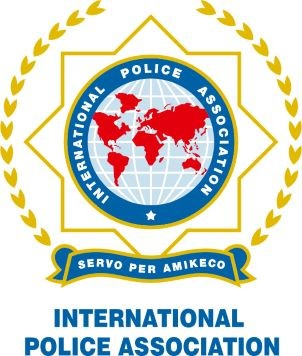 INTERNATIONAL POLICE ASSOCIATION
SERVO PER AMIKECO
INTERNATIONAL
POLICE ASSOCIATION